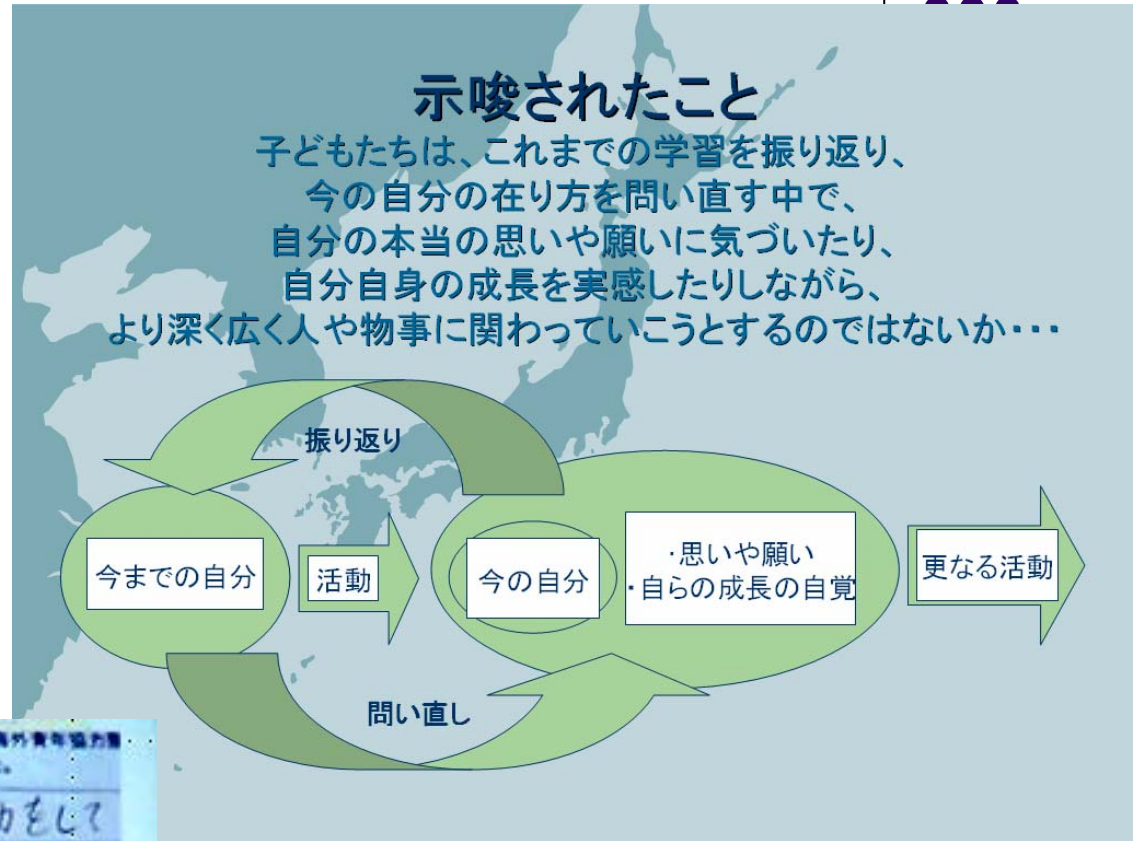 示唆されたこと
子どもたちは、これまでの学習を振り返り、
今の自分の在り方を問い直す中で、
自分の本当の思いや願いに気づいたり、
自分自身の成長を実感したりしながら、
より深く広く人や物事に関わっていこうとするのではないか・・・
振り返り
今までの自分
活動
今の自分
・思いや願い
・自らの成長の自覚
更なる活動
問い直し
海外青年協力隊
をして